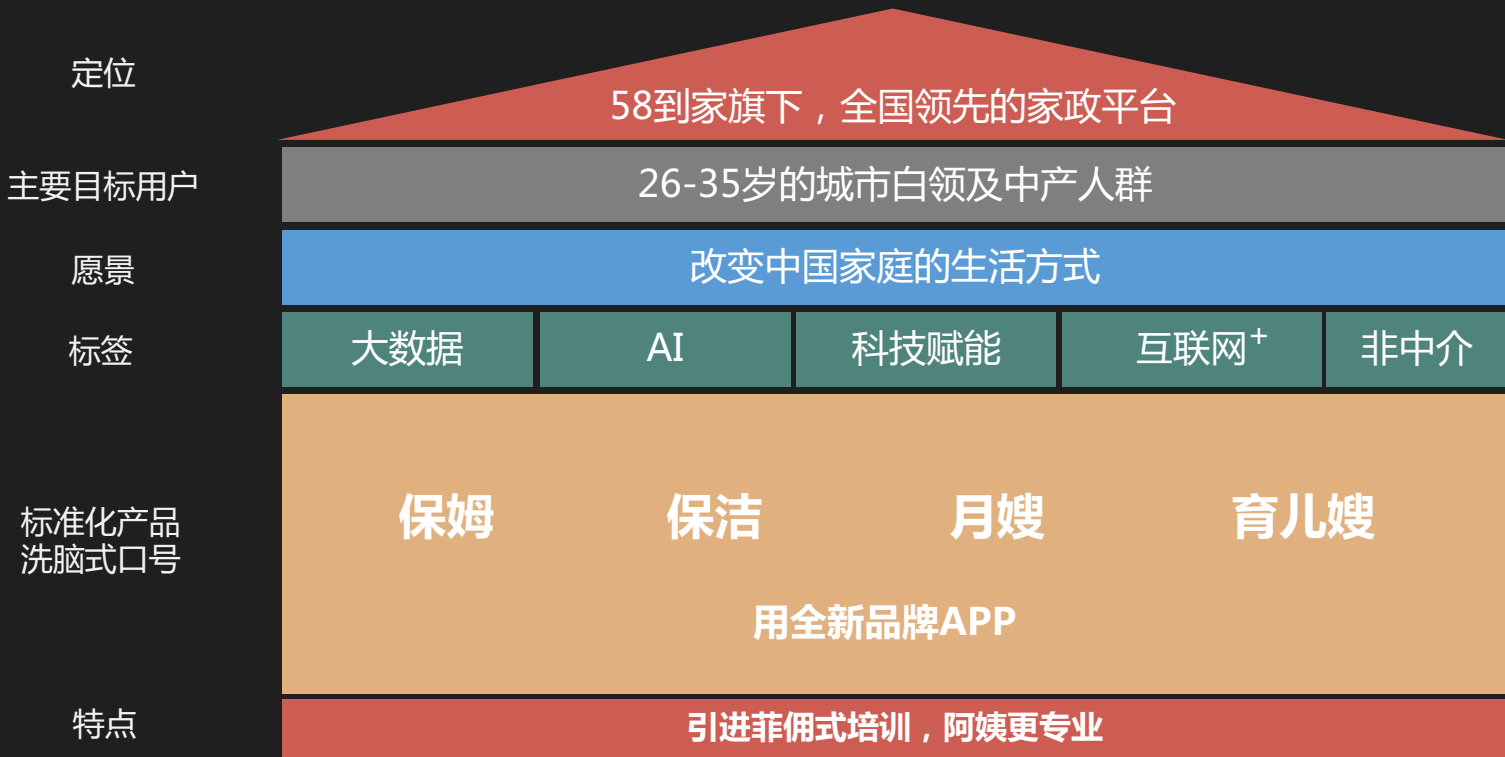 定位
58到家旗下，全国领先的家政平台
主要目标用户
26-35岁的城市白领及中产人群
愿景
改变中国家庭的生活方式
标签
大数据
AI
科技赋能
互联网+
非中介
标准化产品
洗脑式口号
保姆
保洁
月嫂
育儿嫂
用全新品牌APP
特点
引进菲佣式培训，阿姨更专业